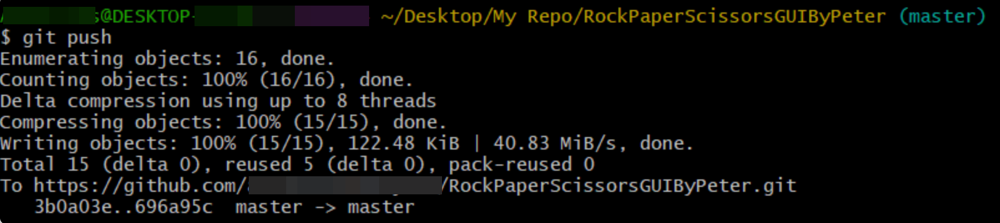 s@DESKTOP- ~/Desktop/My Repo/RockPaperScissorsGUIByPeter (master)
$ git push
Enumerating objects: 16, done.
Counting objects: 100% (16/16), done.
Delta compression using up to 8 threads
Compressing objects: 100% (15/15), done.
Writing objects: 100% (15/15), 122.48 KiB | 40.83 MiB/s, done.
Total 15 (delta 0), reused 5 (delta 0), pack-reused 0
To https://github.com/ /RockPaperScissorsGUIByPeter.git
3b0a03e..696a95c master -> master